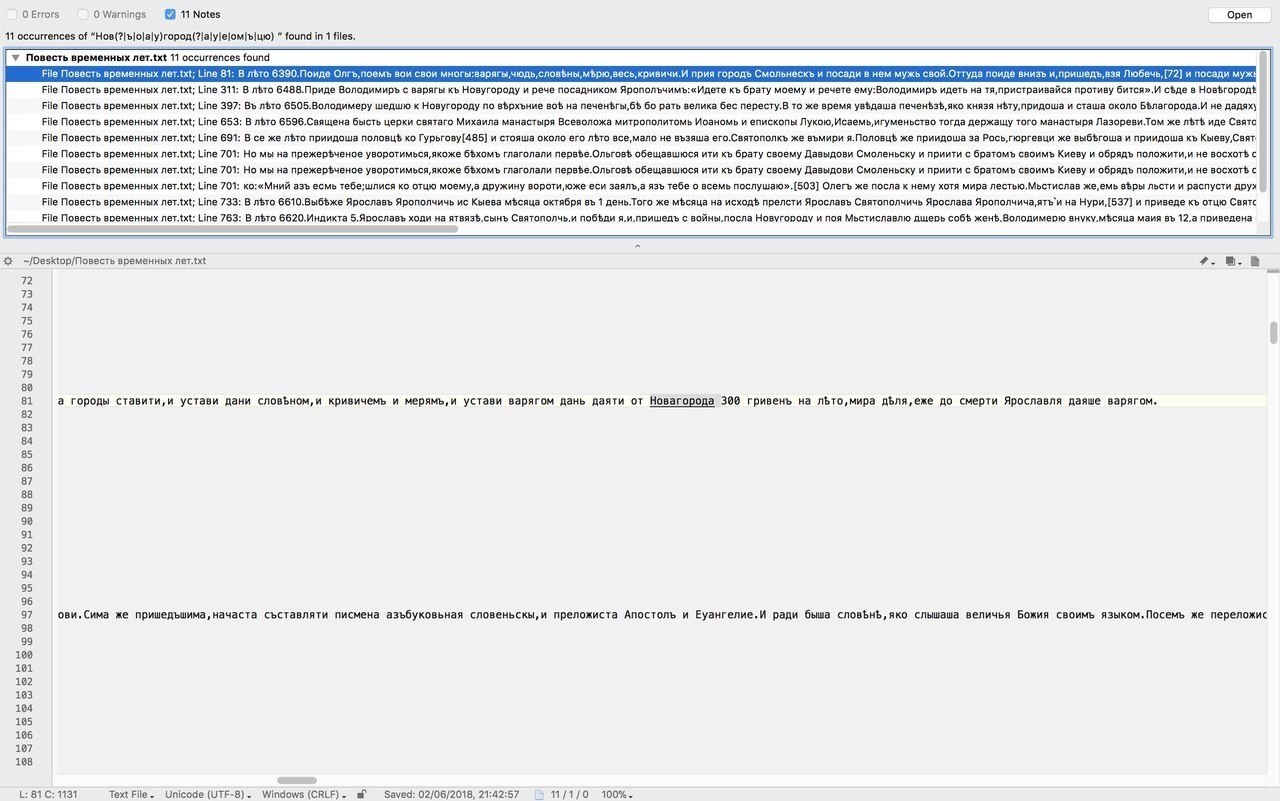 0 Errors 0 Warnings 11 Notes Open
11 occurrences of “Нов(?|ъ|о|а|у)город(?|а|у|е|ом|ъ|цю) ” found in 1 files.
Повесть временных лет.txt 11 occurrences found
File Повесть временных лет.txt; Line 81: В лѣто 6390.Поиде Олгъ,поемъ вои свои многы:варягы,чюдь,словѣны,мѣрю,весь,кривичи.И прия городъ Смольнескъ и посади в нем мужь свой.Оттуда поиде внизъ и,пришедъ,взя Любечь,[72] и посади мужь
File Повесть временных лет.txt; Line 311: В лѣто 6488.Приде Володимиръ с варягы къ Новугороду и рече посадником Ярополъчимъ:«Идете къ брату моему и речете ему:Володимиръ идеть на тя,пристраивайся противу битися».И сѣде в Новѣгородѣ
File Повесть временных лет.txt; Line 397: Въ лѣто 6505.Володимеру шедшю к Новугороду по вѣрхъние воѣ на печенѣгы,бѣ бо рать велика бес пересту.В то же время увѣдаша печенѣзѣ,яко князя нѣту,придоша и сташа около Бѣлагорода.И не дадяху
File Повесть временных лет.txt; Line 653: В лѣто 6596.Священа бысть церки святаго Михаила манастыря Всеволожа митрополитомь Иоаномь и епископы Лукою,Исаемь,игуменьство тогда держащу того манастыря Лазореви.Том же лѣтѣ иде Свято
File Повесть временных лет.txt; Line 691: В се же лѣто приидоша половцѣ ко Гурьгову[485] и стояша около его лѣто все,мало не възяша его.Святополкъ же въмири я.Половцѣ же приидоша за Рось,гюргевци же выбѣгоша и приидоша къ Кыеву,Свят
File Повесть временных лет.txt; Line 701: Но мы на прежерѣченое уворотимься,якоже бѣхомъ глаголали первѣе.Ольговѣ обещавшюся ити къ брату своему Давыдови Смоленьску и приити с братомъ своимъ Киеву и обрядъ положити,и не восхотѣ с
File Повесть временных лет.txt; Line 701: Но мы на прежерѣченое уворотимься,якоже бѣхомъ глаголали первѣе.Ольговѣ обещавшюся ити къ брату своему Давыдови Смоленьску и приити с братомъ своимъ Киеву и обрядъ положити,и не восхотѣ с
File Повесть временных лет.txt; Line 701: ко:«Мний азъ есмь тебе;шлися ко отцю моему,а дружину вороти,юже еси заялъ,а язъ тебе о всемь послушаю».[503] Олегъ же посла к нему хотя мира лестью.Мьстислав же,емь вѣры льсти и распусти друж
File Повесть временных лет.txt; Line 733: В лѣто 6610.Выбѣже Ярославъ Ярополчичь ис Кыева мѣсяца октября въ 1 день.Того же мѣсяца на исходѣ прелсти Ярославъ Святополчичь Ярослава Ярополчича,ятъ`и на Нури,[537] и приведе къ отцю Свято
File Повесть временных лет.txt; Line 763: В лѣто 6620.Индикта 5.Ярославъ ходи на ятвязѣ,сынъ Святополчь,и побѣди я,и,пришедъ с войны,посла Новугороду и поя Мьстиславлю дщерь собѣ женѣ,Володимерю внуку,мѣсяца маия въ 12,а приведена
~/Desktop/Повесть временных лет.txt
72
73
74
75
76
77
78
79
80
81 а городы ставити,и устави дани словѣном,и кривичемъ и мерямъ,и устави варягом дань даяти от Новагорода 300 гривенъ на лѣто,мира дѣля,еже до смерти Ярославля даяше варягом.
82
83
84
85
86
87
88
89
90
91
92
93
94
95
96
97 ови.Сима же пришедъшима,начаста съставляти писмена азъбуковьная словеньскы,и преложиста Апостолъ и Еуангелие.И ради быша словѣнѣ,яко слышаша величья Божия своимъ языком.Посемъ же переложис
98
99
100
101
102
103
104
105
106
107
108
L: 81 C: 1131 Text File Unicode (UTF-8) Windows (CRLF) Saved: 02/06/2018, 21:42:57 11 / 1 / 0 100%